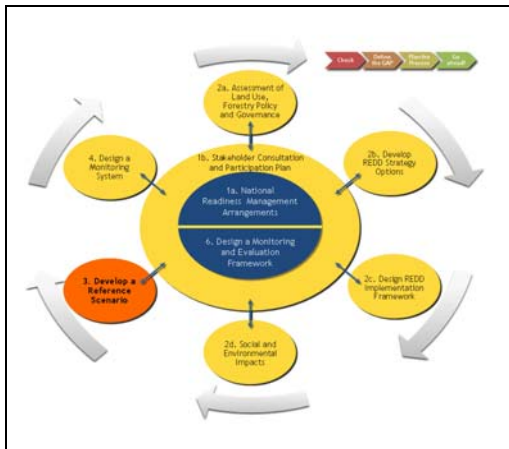 Check
Define
the GAP
Monitor
Process
Go
ahead!
2a. Assessment of
Land Use,
Forestry Policy
and Governance
4. Design a
Monitoring
System
1b. Stakeholder Consultation
and Participation Plan
2b. Develop
REDD Strategy
Options
1a. National
Readiness Management
Arrangements
6. Design a Monitoring
and Evaluation
Framework
3. Develop a
Reference
Scenario
2c. Design REDD
Implementation
Framework
2d. Social and
Environmental
Impacts